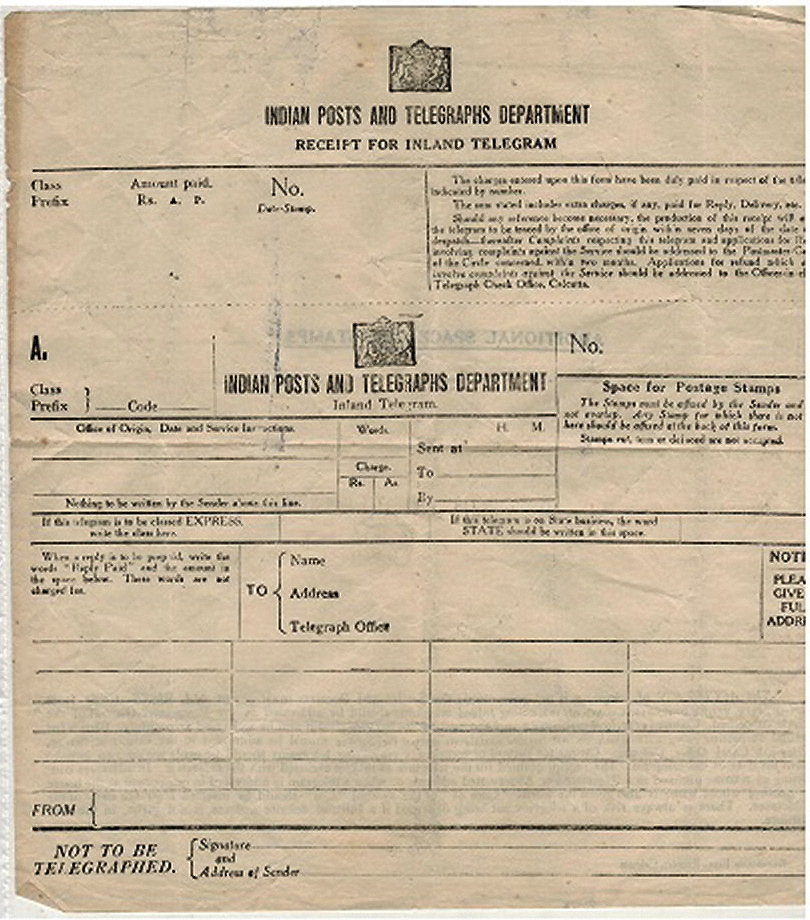 INDIAN POSTS AND TELEGRAPHS DEPARTMENT
RECEIPT FOR INLAND TELEGRAM
Class
Prefix
Amount paid.
Rs. A. P.
No.
Date-Stamp.
The charges entered upon this form have been duly paid in respect of the tele
indicated by number.
The sum stated includes extra charges, if any, paid for Reply, Delivery, etc.
Should any reference become necessary, the production of this receipt will e
the telegram to be traced by the office of origin within seven days of the date o
despatch—thereafter Complaints respecting this telegram and applications for
involving complaints against the Service should be addressed to the Postmaster-Ge
of the Circle concerned, within two months. Applications for refund which
involve complaints against the Service should be addressed to the Officer-in-c
Telegraph Check Office, Calcutta.
A.
Class
Prefix
Code
INDIAN POSTS AND TELEGRAPHS DEPARTMENT
Inland Telegram.
No.
Space for Postage Stamps
The Stamps must be affixed by the Sender and
not overlap. Any Stamp for which there is not
here should be affixed at the back of this form.
Stamps cut, torn or defaced are not accepted.
Office of Origin, Date and Service Instructions.
Words.
Charge.
Rs. As.
H. M.
Sent at
To
By
Nothing to be written by the Sender above this line.
If this telegram is to be classed EXPRESS,
write the class here.
If this telegram is on State business, the word
STATE should be written in this space.
When a reply is to be prepaid, write the
words "Reply Paid" and the amount in
the space below. These words are not
charged for.
TO
Name
Address
Telegraph Office
NOTE
PLEA
GIVE
FUL
ADDRE
FROM
NOT TO BE
TELEGRAPHED.
Signature
and
Address of Sender